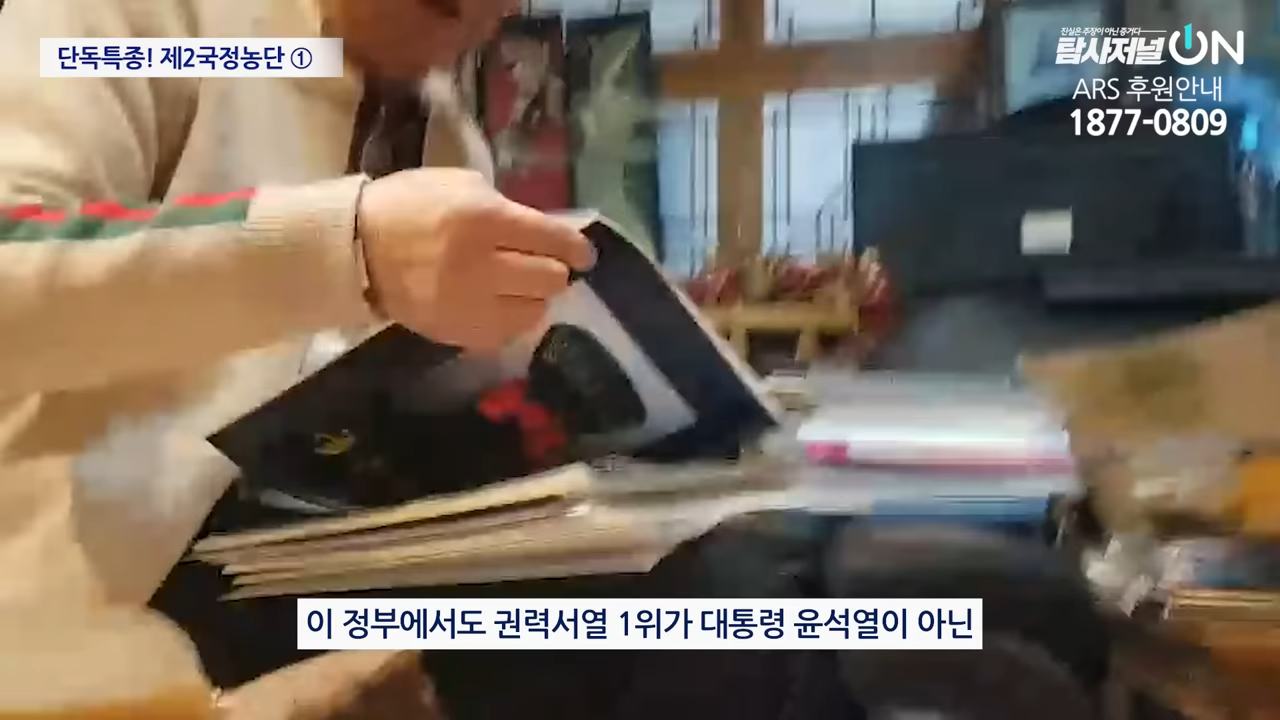 단독특종! 제2국정농단 ①
진실은 주장이 아닌 증거다
탐사저널 ON
ARS 후원안내
1877-0809
이 정부에서도 권력서열 1위가 대통령 윤석열이 아닌